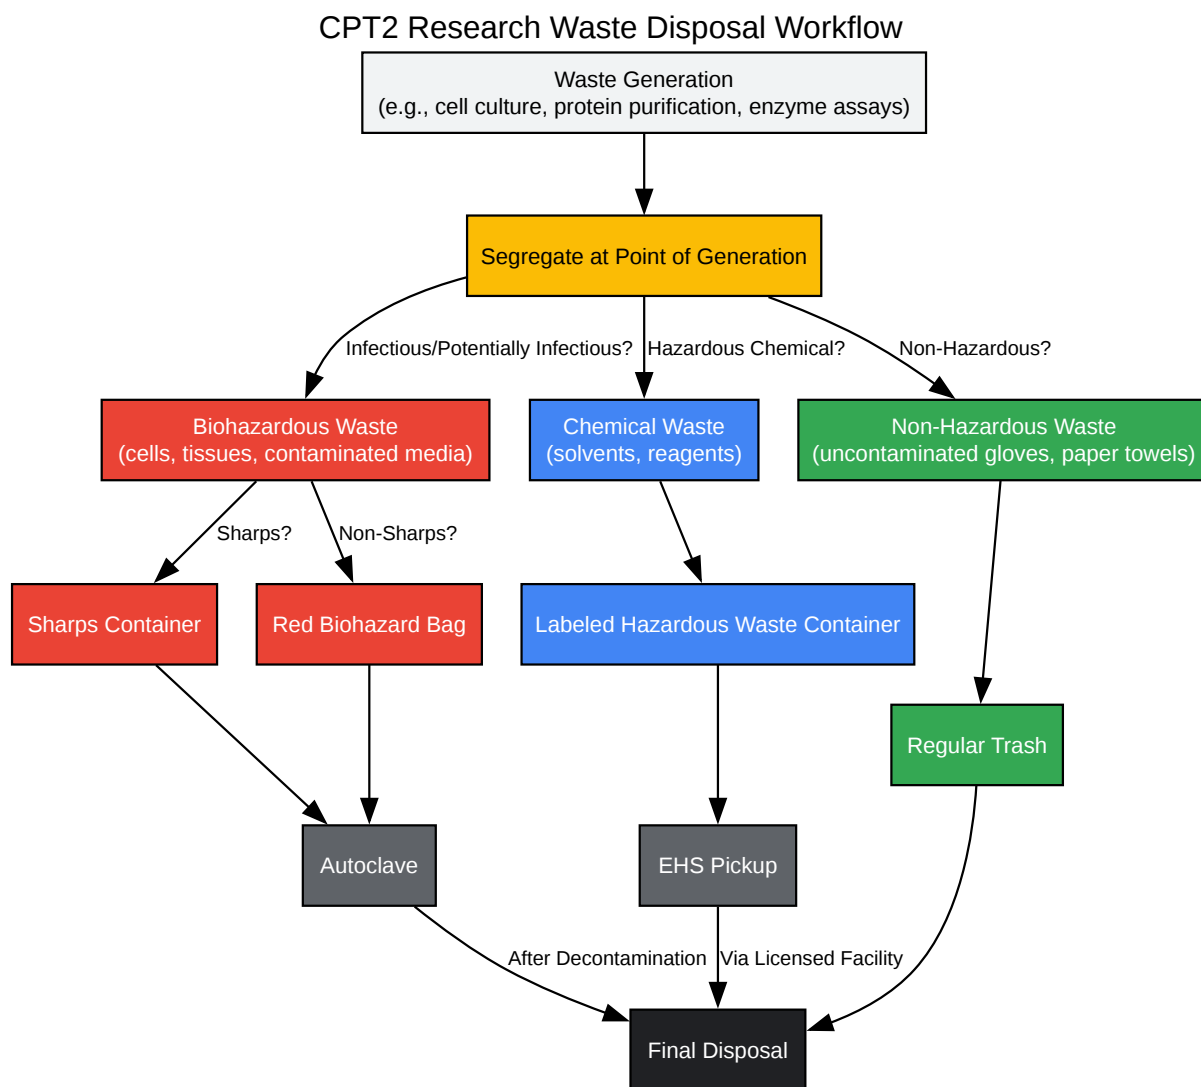 CPT2 Research Waste Disposal Workflow
Waste Generation
(e.g., cell culture, protein purification, enzyme assays)
Segregate at Point of Generation
Infectious/Potentially Infectious?
Hazardous Chemical?
Non-Hazardous?
Biohazardous Waste
(cells, tissues, contaminated media)
Chemical Waste
(solvents, reagents)
Non-Hazardous Waste
(uncontaminated gloves, paper towels)
Sharps?
Non-Sharps?
Sharps Container
Red Biohazard Bag
Labeled Hazardous Waste Container
Regular Trash
Autoclave
EHS Pickup
After Decontamination
Via Licensed Facility
Final Disposal